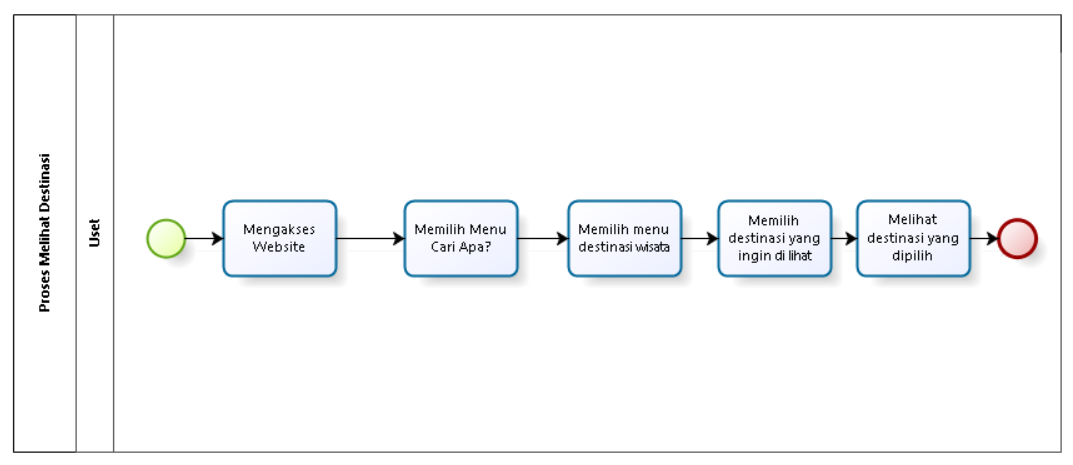 Proses Melihat Destinasi
Uset
Mengakses
Website
Memilih Menu
Cari Apa?
Memilih menu
destinasi wisata
Memilih
destinasi yang
ingin di lihat
Melihat
destinasi yang
dipilih